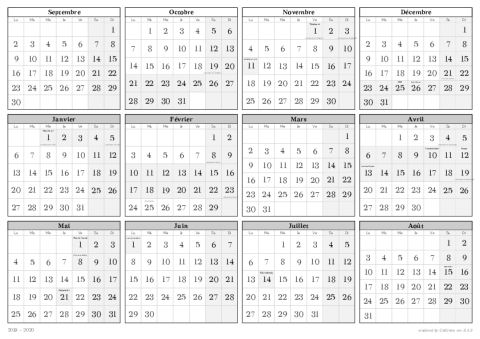 Septembre
Lu Ma Me Je Ve Sa Di
1
2 3 4 5 6 7 8
9 10 11 12 13 14 15
16 17 18 19 20 21 22
23 24 25 26 27 28 29
30
Octobre
Lu Ma Me Je Ve Sa Di
1 2 3 4 5 6
7 8 9 10 11 12 13
14 15 16 17 18 19 20
21 22 23 24 25 26 27
28 29 30 31
Novembre
Lu Ma Me Je Ve Sa Di
1 2 3
4 5 6 7 8 9 10
11 12 13 14 15 16 17
18 19 20 21 22 23 24
25 26 27 28 29 30
Décembre
Lu Ma Me Je Ve Sa Di
1
2 3 4 5 6 7 8
9 10 11 12 13 14 15
16 17 18 19 20 21 22
23 24 25 26 27 28 29
30 31
Janvier
Lu Ma Me Je Ve Sa Di
1 2 3 4 5
6 7 8 9 10 11 12
13 14 15 16 17 18 19
20 21 22 23 24 25 26
27 28 29 30 31
Février
Lu Ma Me Je Ve Sa Di
1 2
3 4 5 6 7 8 9
10 11 12 13 14 15 16
17 18 19 20 21 22 23
24 25 26 27 28 29
Mars
Lu Ma Me Je Ve Sa Di
1
2 3 4 5 6 7 8
9 10 11 12 13 14 15
16 17 18 19 20 21 22
23 24 25 26 27 28 29
30 31
Avril
Lu Ma Me Je Ve Sa Di
1 2 3 4 5
6 7 8 9 10 11 12
13 14 15 16 17 18 19
20 21 22 23 24 25 26
27 28 29 30
Mai
Lu Ma Me Je Ve Sa Di
1 2 3
4 5 6 7 8 9 10
11 12 13 14 15 16 17
18 19 20 21 22 23 24
25 26 27 28 29 30 31
Juin
Lu Ma Me Je Ve Sa Di
1 2 3 4 5 6 7
8 9 10 11 12 13 14
15 16 17 18 19 20 21
22 23 24 25 26 27 28
29 30
Juillet
Lu Ma Me Je Ve Sa Di
1 2 3 4 5
6 7 8 9 10 11 12
13 14 15 16 17 18 19
20 21 22 23 24 25 26
27 28 29 30 31
Août
Lu Ma Me Je Ve Sa Di
1 2
3 4 5 6 7 8 9
10 11 12 13 14 15 16
17 18 19 20 21 22 23
24 25 26 27 28 29 30
31
2019 - 2020